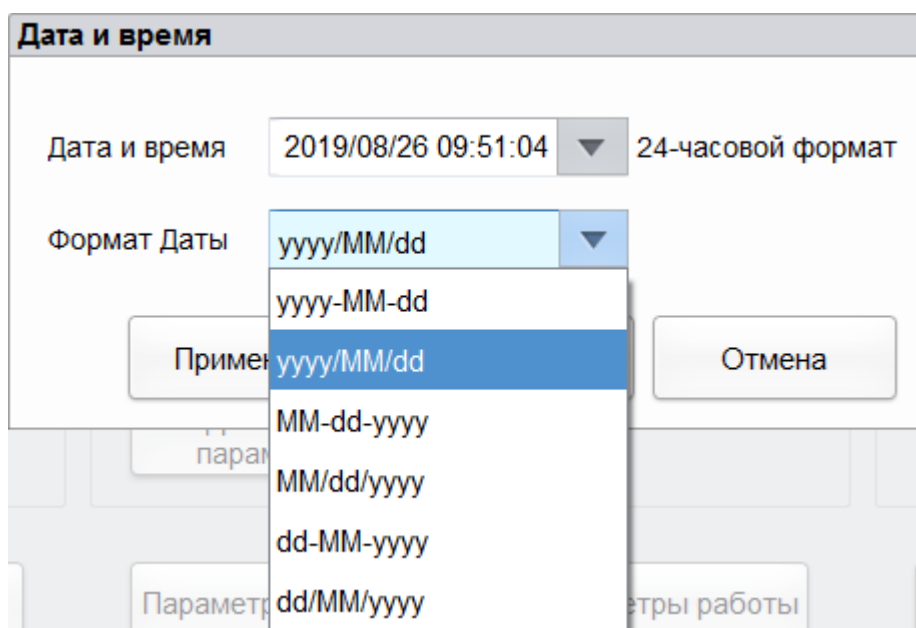 Дата и время
Дата и время 2019/08/26 09:51:04 24-часовой формат
Формат Даты yyyy/MM/dd
yyyy-MM-dd
yyyy/MM/dd
Отмена
MM-dd-yyyy
MM/dd/yyyy
dd-MM-yyyy
dd/MM/yyyy
работы